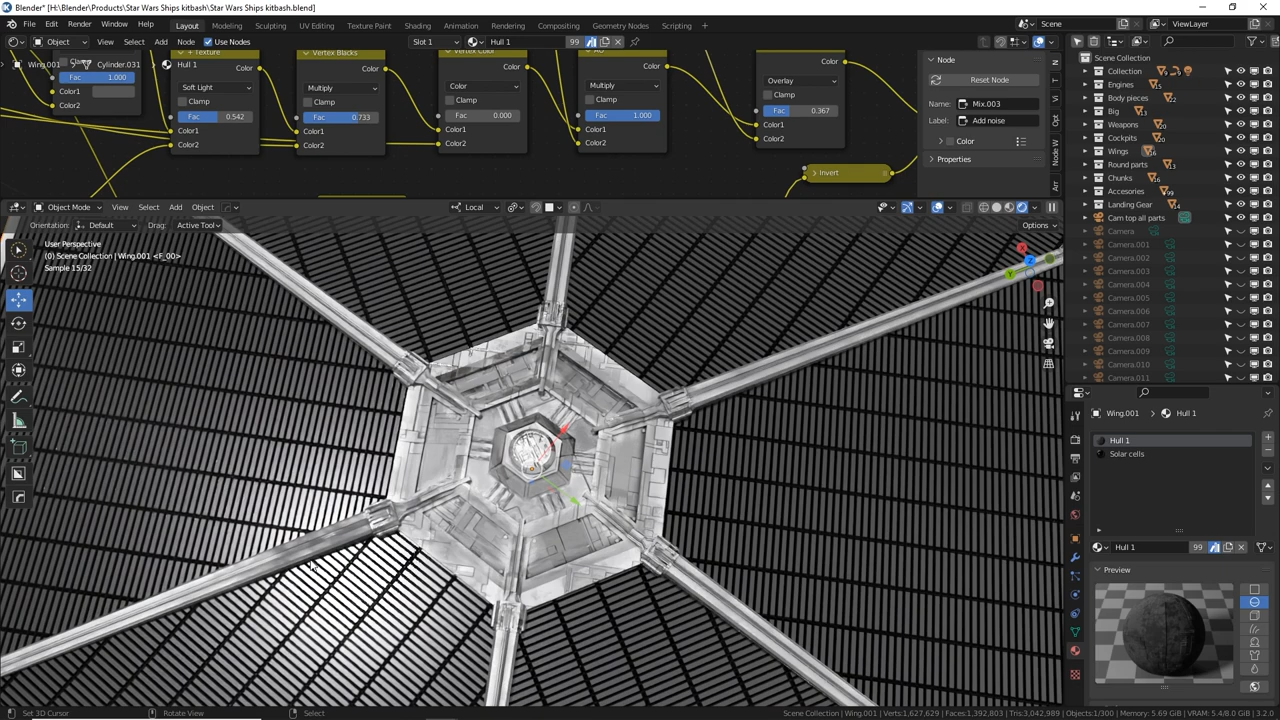 Blender* [H:\Blender\Products\Star Wars Ships kitbash\Star Wars Ships kitbash.blend]
File Edit Render Window Help Layout Modeling Sculpting UV Editing Texture Paint Shading Animation Rendering Compositing Geometry Nodes Scripting + Scene ViewLayer
Object View Select Add Node Use Nodes Slot 1 Hull 1 99
Wing.001 Cylinder.031 Hull 1
Fac 1.000
Color1
Color2
Color
Soft Light
Clamp
Fac 0.542
Color1
Color2
Vertex Blacks
Color
Multiply
Clamp
Fac 0.733
Color1
Color2
Color
Color
Clamp
Fac 0.000
Color1
Color2
Color
Multiply
Clamp
Fac 1.000
Color1
Color2
Color
Overlay
Clamp
Fac 0.367
Color1
Color2
Invert
Node
Reset Node
Name: Mix.003
Label: Add noise
Color
Properties
Object Mode View Select Add Object Local
Orientation: Default Drag: Active Tool Options
User Perspective
(0) Scene Collection | Wing.001 <F_00>
Sample 15/32
Scene Collection
Collection
Engines
Body pieces
Big
Weapons
Cockpits
Wings
Round parts
Chunks
Accesories
Landing Gear
Cam top all parts
Camera
Camera.001
Camera.002
Camera.003
Camera.004
Camera.005
Camera.006
Camera.007
Camera.008
Camera.009
Camera.010
Camera.011
Wing.001 Hull 1
Hull 1
Solar cells
Hull 1 99
Preview
Set 3D Cursor Rotate View Select Scene Collection | Wing.001 | Verts:1,627,629 | Faces:1,392,803 | Tris:3,042,989 | Objects:1/300 | Memory: 5.69 GiB | VRAM: 5.4/8.0 GiB | 3.2.0